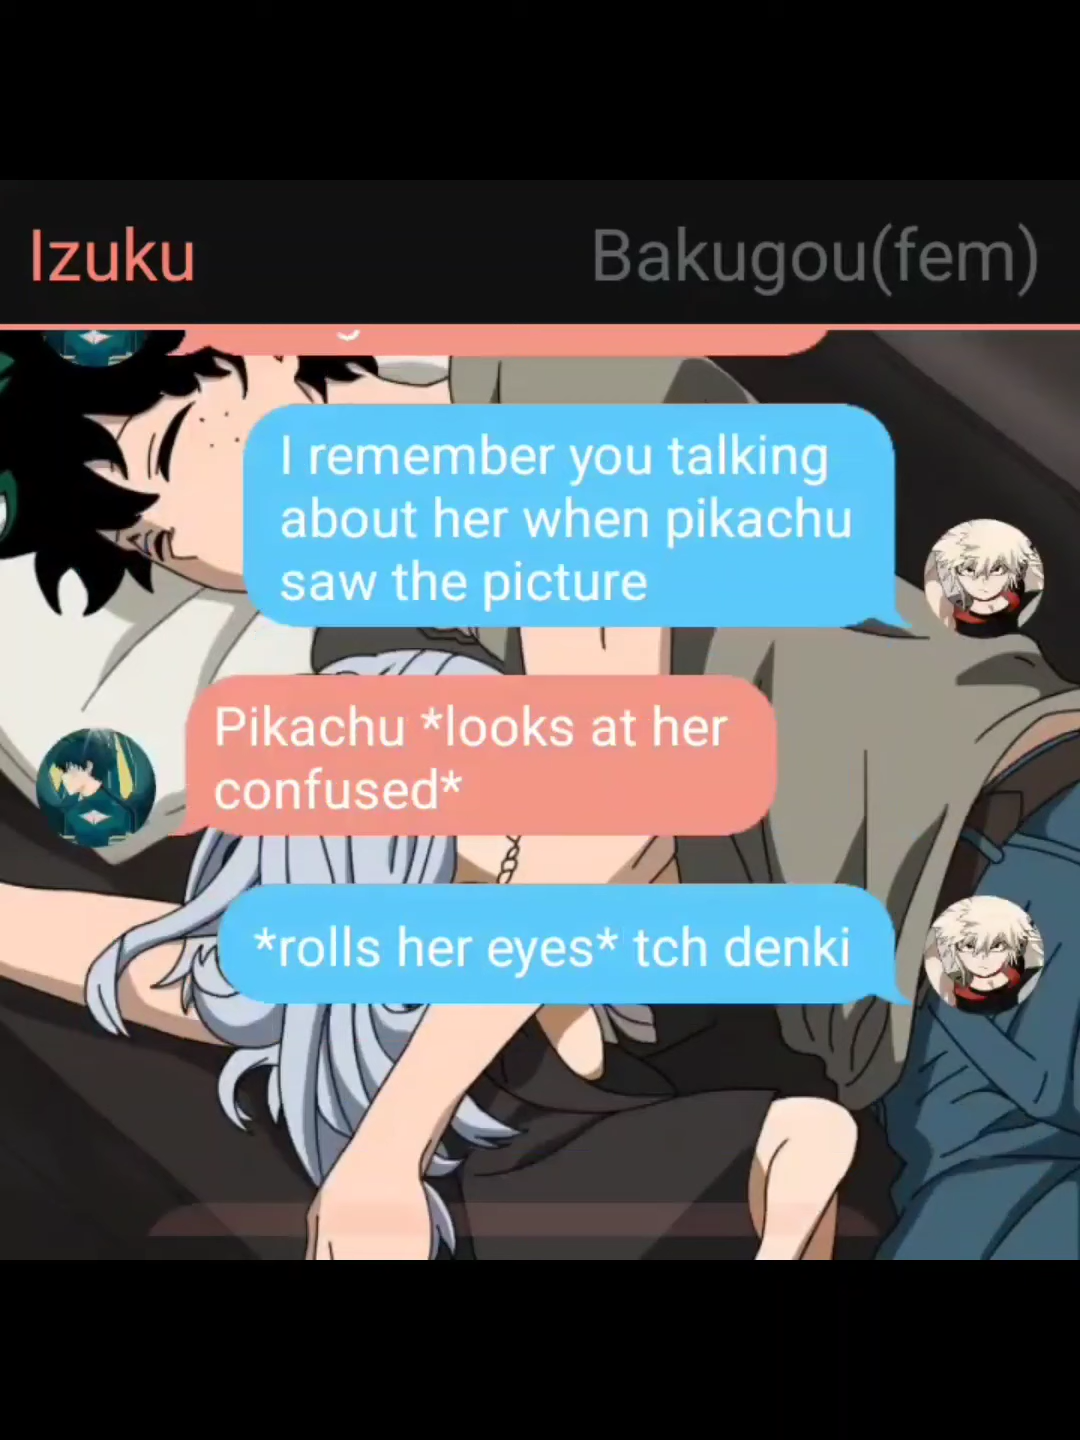 Izuku
Bakugou(fem)
I remember you talking
about her when pikachu
saw the picture
Pikachu *looks at her
confused*
*rolls her eyes* tch denki